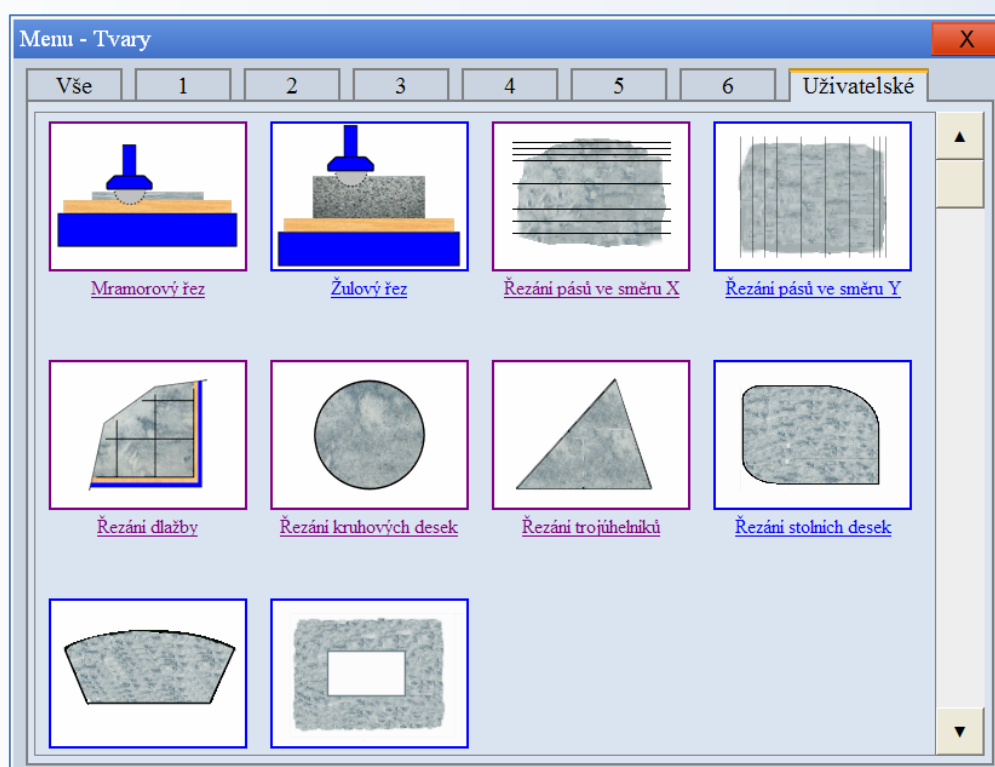 Menu - Tvary
X
Vše 1 2 3 4 5 6 Uživatelské
Mramorový řez Žulový řez Řezání pásů ve směru X Řezání pásů ve směru Y
Řezání dlažby Řezání kruhových desek Řezání trojúhelniků Řezání stolních desek